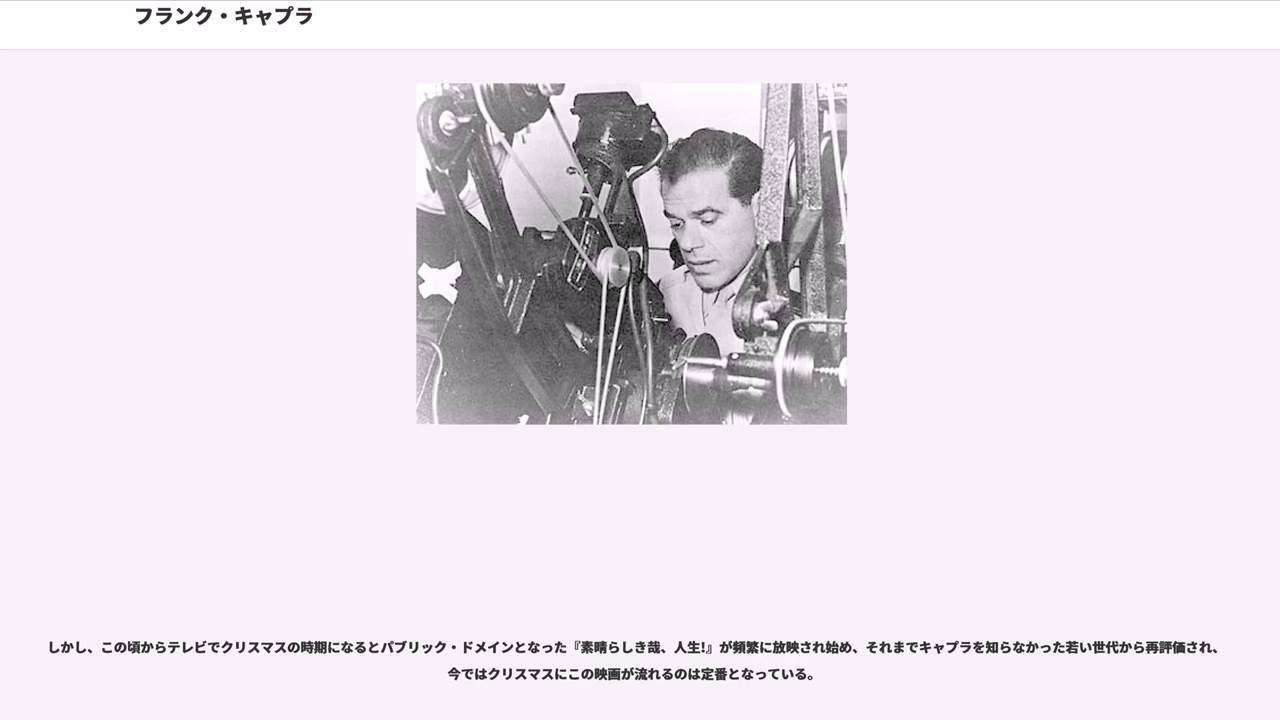 フランク・キャプラ
しかし、この頃からテレビでクリスマスの時期になるとパブリック・ドメインとなった『素晴らしき哉、人生!』が頻繁に放映され始め、それまでキャプラを知らなかった若い世代から再評価され、
今ではクリスマスにこの映画が流れるのは定番となっている。